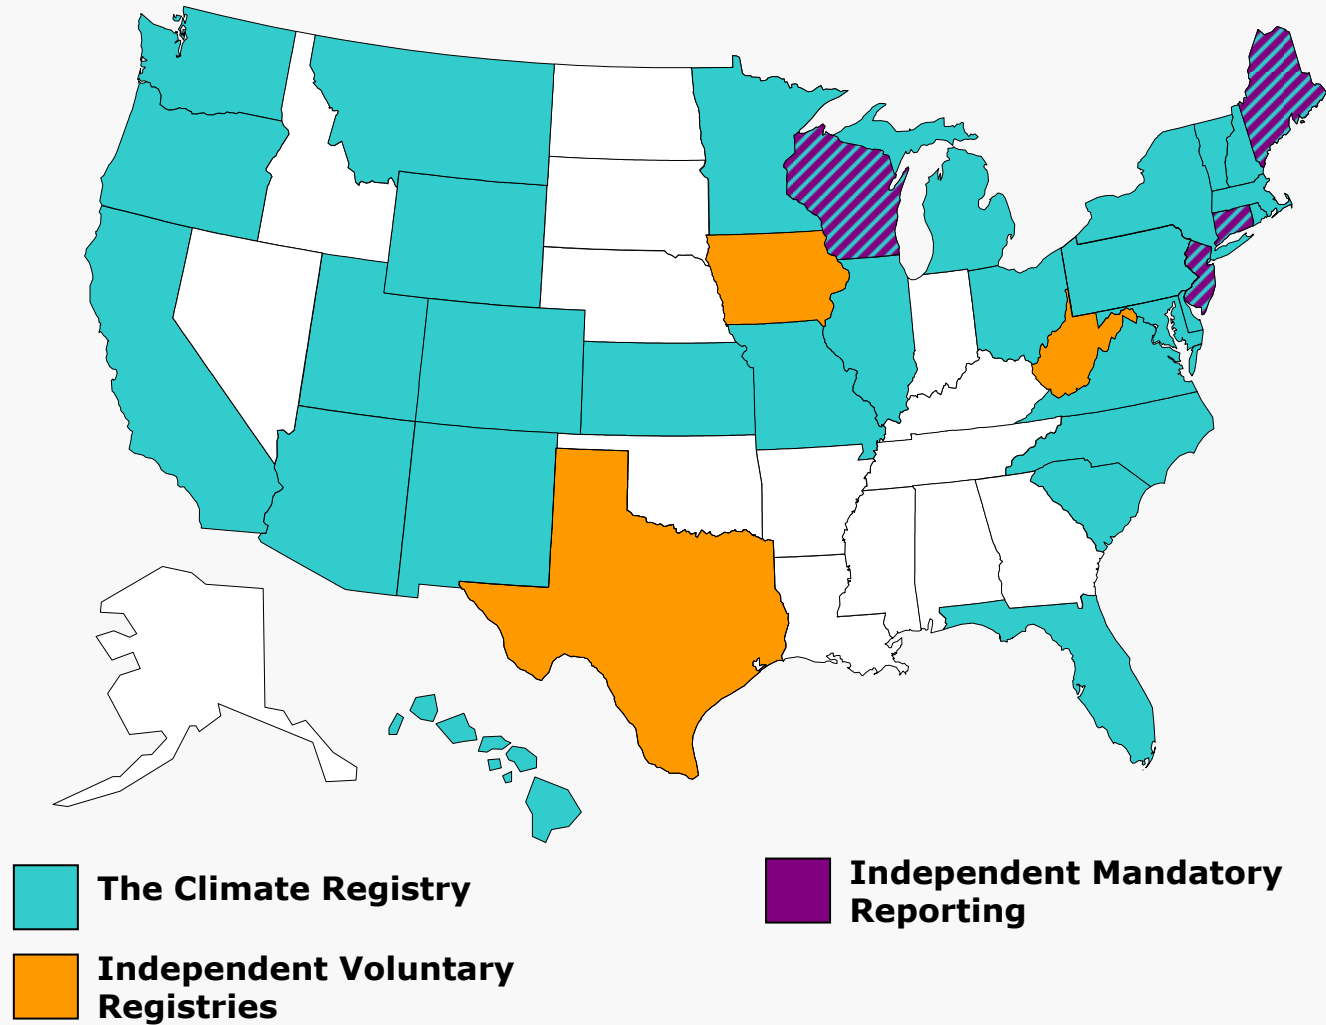 The Climate Registry
Independent Voluntary
Registries
Independent Mandatory
Reporting